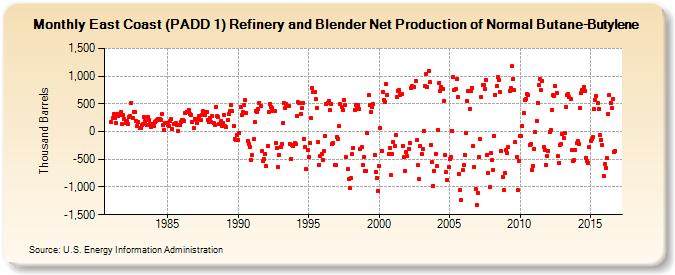 Monthly East Coast (PADD 1) Refinery and Blender Net Production of Normal Butane-Butylene
Thousand Barrels
1,500
1,000
500
0
-500
-1,000
-1,500
1985 1990 1995 2000 2005 2010 2015
Source: U.S. Energy Information Administration